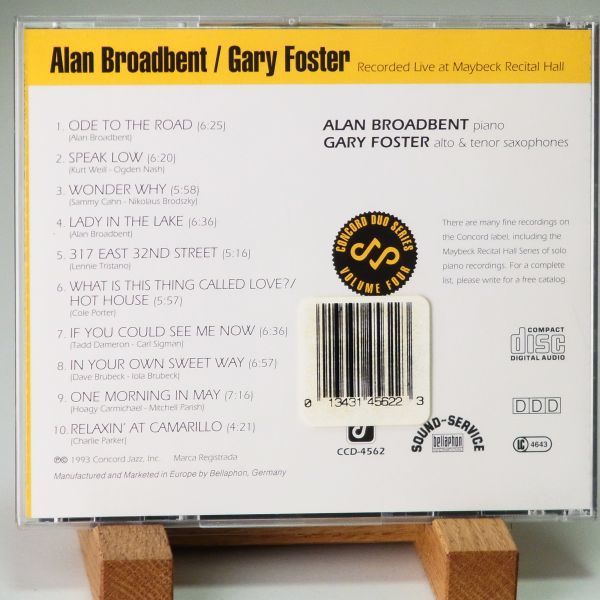 Alan Broadbent / Gary Foster Recorded Live at Maybeck Recital Hall
1. ODE TO THE ROAD (6:25)
(Alan Broadbent)
2. SPEAK LOW (6:20)
(Kurt Weill - Ogden Nash)
3. WONDER WHY (5:58)
(Sammy Cahn - Nikolaus Brodszky)
4. LADY IN THE LAKE (6:36)
(Alan Broadbent)
5. 317 EAST 32ND STREET (5:16)
(Lennie Tristano)
6. WHAT IS THIS THING CALLED LOVE?/
HOT HOUSE (5:57)
(Cole Porter)
7. IF YOU COULD SEE ME NOW (6:36)
(Tadd Dameron - Carl Sigman)
8. IN YOUR OWN SWEET WAY (6:57)
(Dave Brubeck - Iola Brubeck)
9. ONE MORNING IN MAY (7:16)
(Hoagy Carmichael - Mitchell Parish)
10. RELAXIN' AT CAMARILLO (4:21)
(Charlie Parker)
℗© 1993 Concord Jazz, Inc. Marca Registrada
Manufactured and Marketed in Europe by Bellaphon, Germany
ALAN BROADBENT piano
GARY FOSTER alto & tenor saxophones
CONCORD DUO SERIES
VOLUME FOUR
There are many fine recordings on
the Concord label, including the
Maybeck Recital Hall Series of solo
piano recordings. For a complete
list, please write for a free catalog.
COMPACT
disc
DIGITAL AUDIO
0 13431 45622 3
DDD
CCD-4562
SOUND-SERVICE
bellaphon
LC 4643